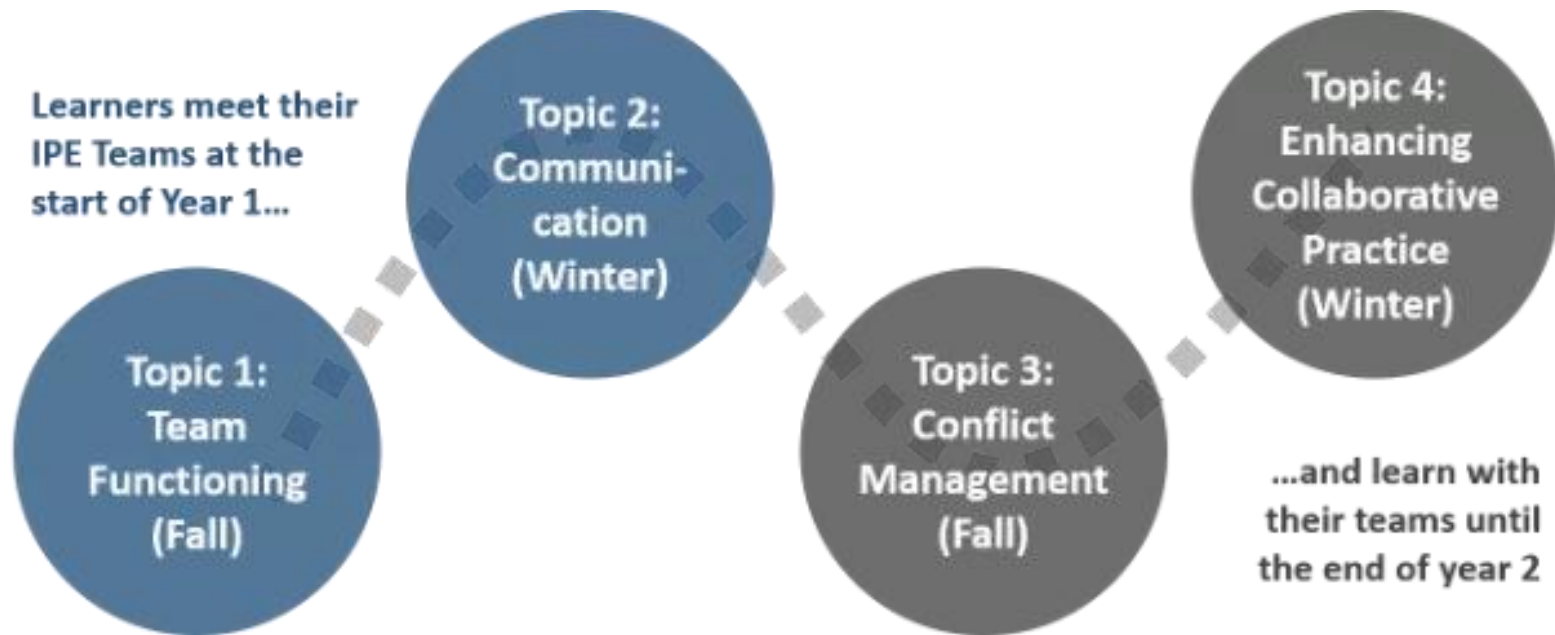 Learners meet their
IPE Teams at the
start of Year 1...
Topic 1:
Team
Functioning
(Fall)
Topic 2:
Communi-
cation
(Winter)
Topic 3:
Conflict
Management
(Fall)
Topic 4:
Enhancing
Collaborative
Practice
(Winter)
...and learn with
their teams until
the end of year 2